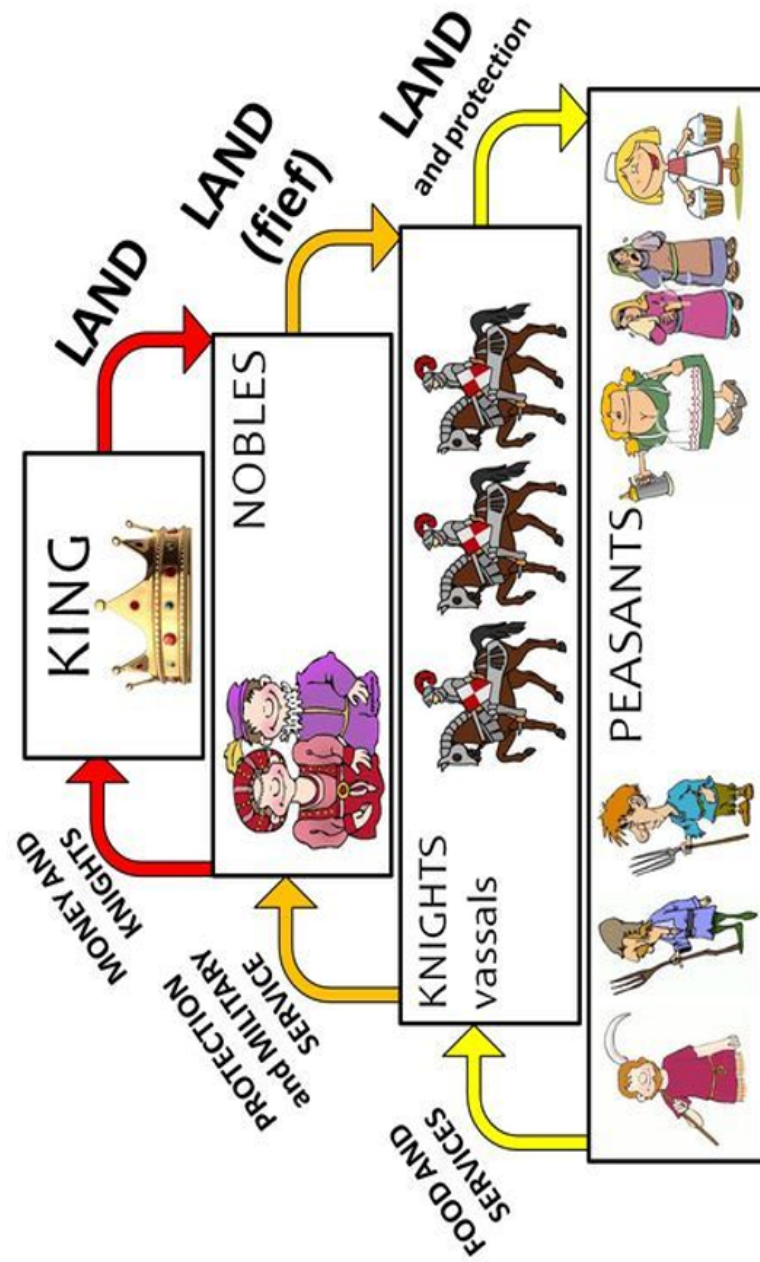 KING
LAND
MONEY AND
KNIGHTS
NOBLES
LAND
(fief)
PROTECTION
and MILITARY
SERVICE
KNIGHTS
vassals
LAND
and protection
FOOD AND
SERVICES
PEASANTS